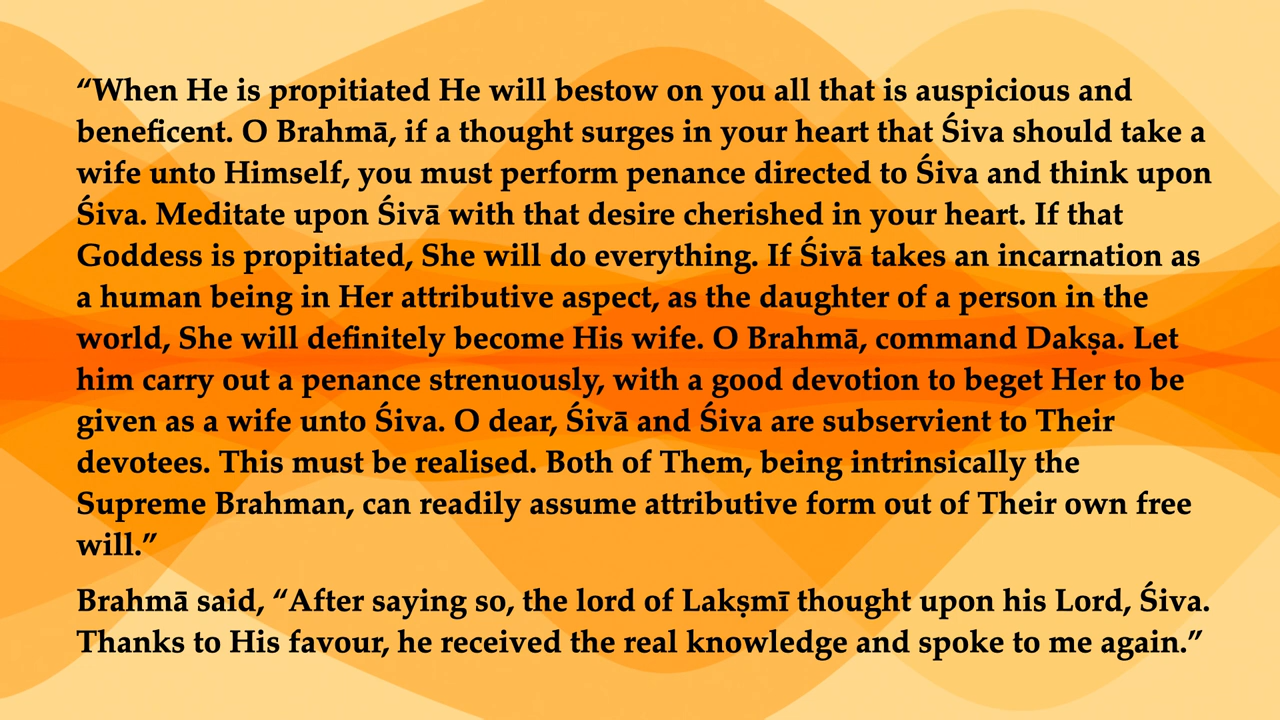 “When He is propitiated He will bestow on you all that is auspicious and
beneficent. O Brahmā, if a thought surges in your heart that Śiva should take a
wife unto Himself, you must perform penance directed to Śiva and think upon
Śiva. Meditate upon Śivā with that desire cherished in your heart. If that
Goddess is propitiated, She will do everything. If Śivā takes an incarnation as
a human being in Her attributive aspect, as the daughter of a person in the
world, She will definitely become His wife. O Brahmā, command Dakṣa. Let
him carry out a penance strenuously, with a good devotion to beget Her to be
given as a wife unto Śiva. O dear, Śivā and Śiva are subservient to Their
devotees. This must be realised. Both of Them, being intrinsically the
Supreme Brahman, can readily assume attributive form out of Their own free
will.”
Brahmā said, “After saying so, the lord of Lakṣmī thought upon his Lord, Śiva.
Thanks to His favour, he received the real knowledge and spoke to me again.”